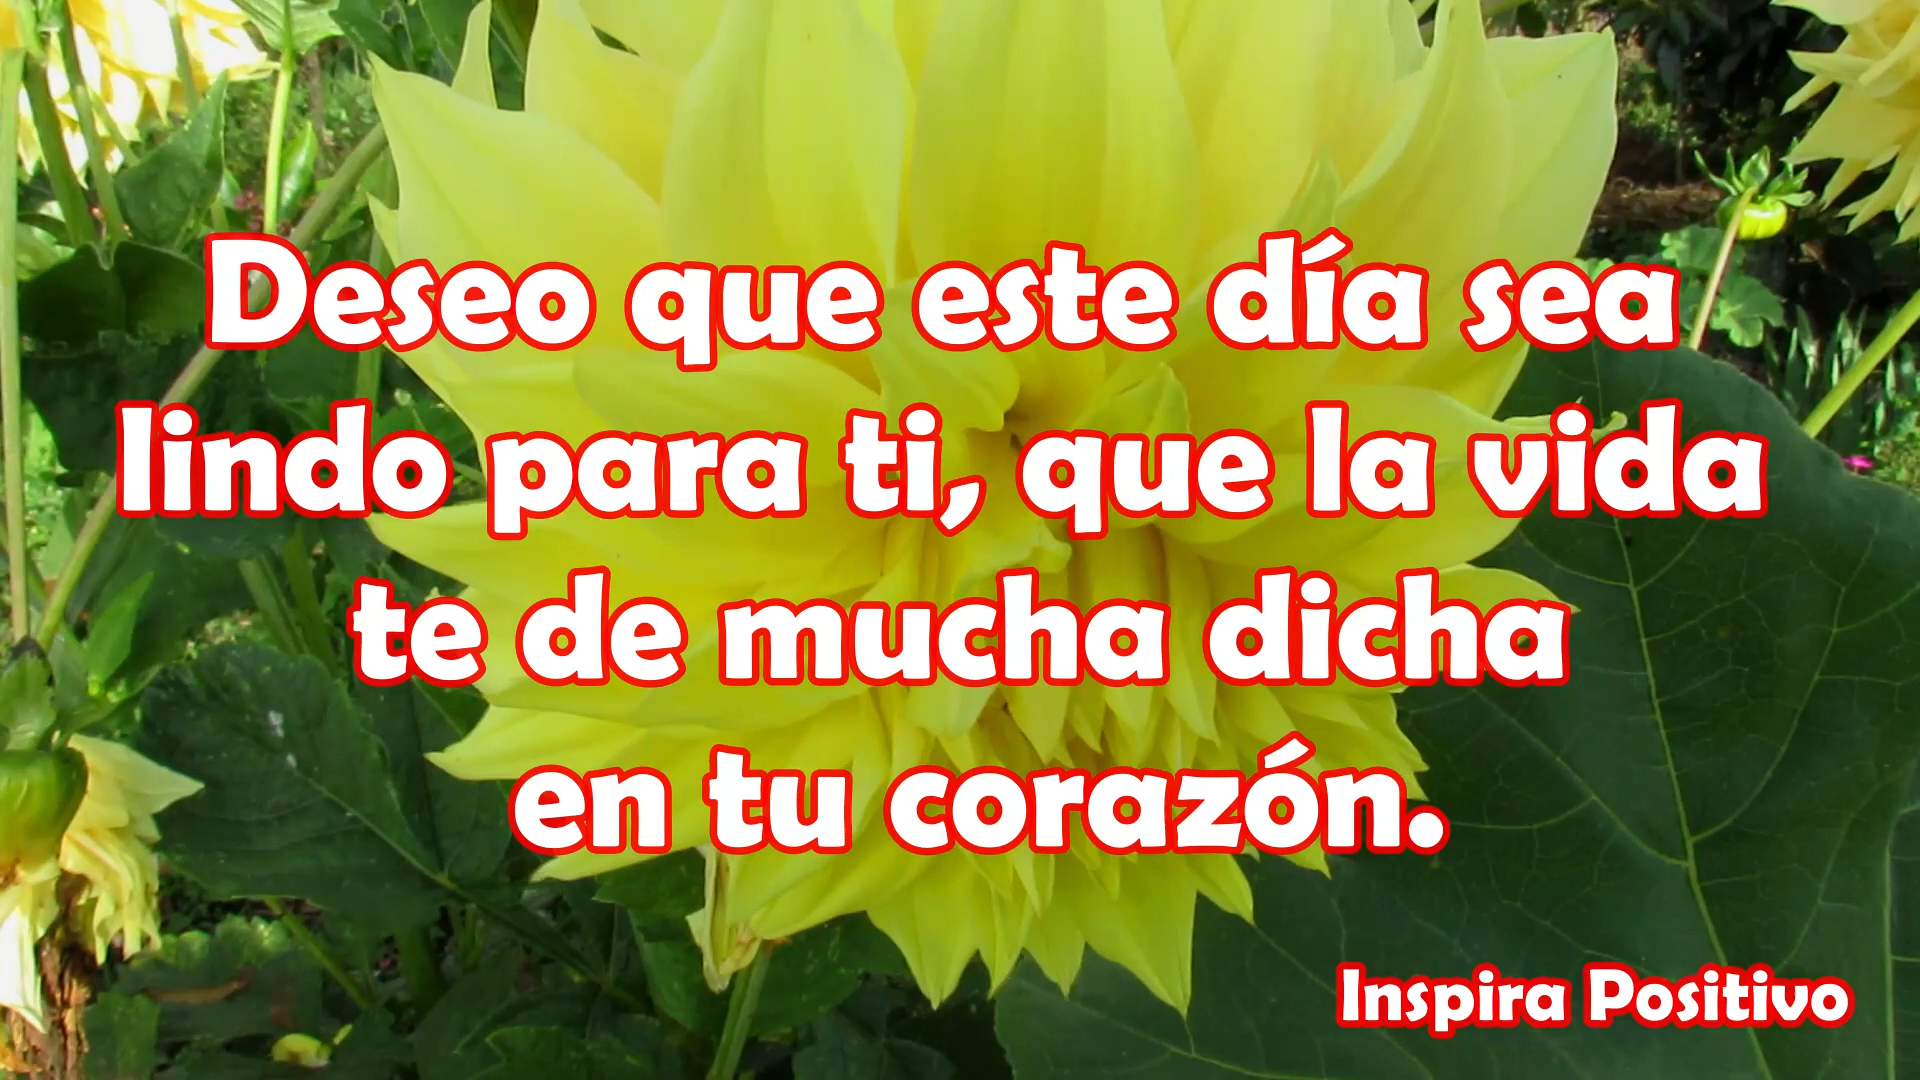 Deseo que este día sea
lindo para ti, que la vida
te de mucha dicha
en tu corazón.
Inspira Positivo